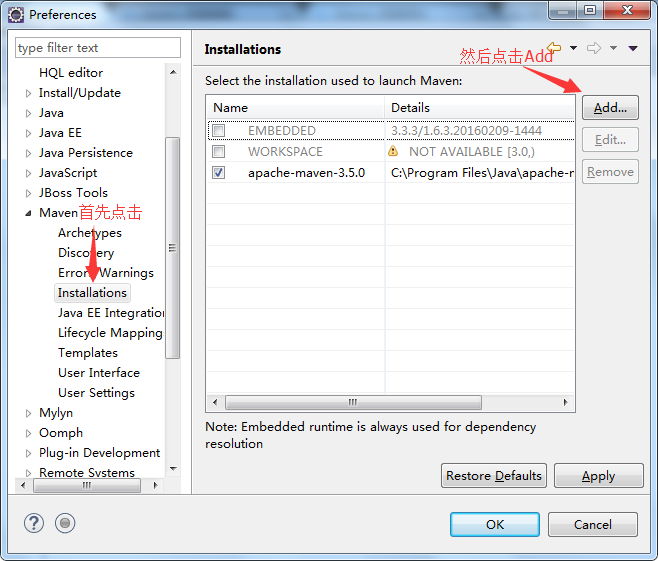 Preferences
type filter text
HQL editor
Install/Update
Java
Java EE
Java Persistence
JavaScript
JBoss Tools
Maven首先点击
Archetypes
Discovery
Errors/Warnings
Installations
Java EE Integration
Lifecycle Mapping
Templates
User Interface
User Settings
Mylyn
Oomph
Plug-in Development
Remote Systems
Installations
然后点击Add
Select the installation used to launch Maven:
Name Details
EMBEDDED 3.3.3/1.6.3.20160209-1444
WORKSPACE NOT AVAILABLE [3.0,)
apache-maven-3.5.0 C:\Program Files\Java\apache-m
Add...
Edit...
Remove
Note: Embedded runtime is always used for dependency
resolution
Restore Defaults Apply
? OK Cancel